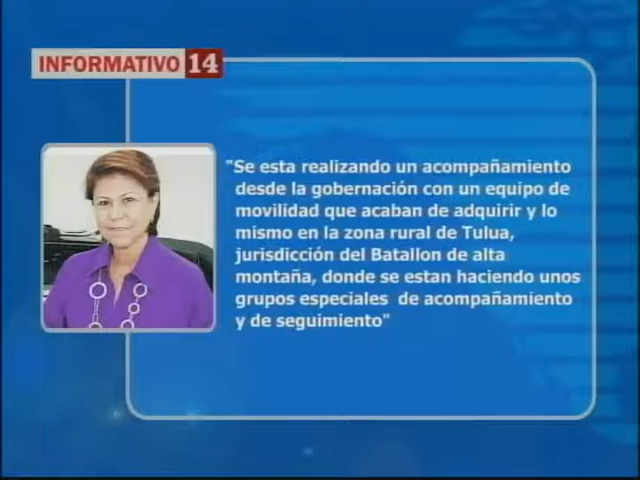 INFORMATIVO 14
"Se esta realizando un acompañamiento
desde la gobernación con un equipo de
movilidad que acaban de adquirir y lo
mismo en la zona rural de Tulua,
jurisdicción del Batallon de alta
montaña, donde se estan haciendo unos
grupos especiales de acompañamiento
y de seguimiento"